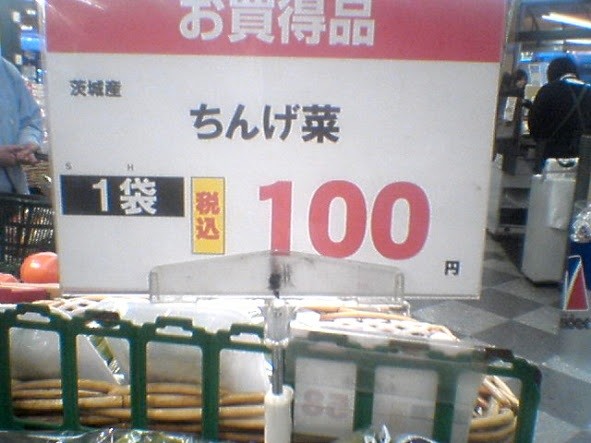 お買得品
茨城産
ちんげ菜
S H
1袋
税込
100
円